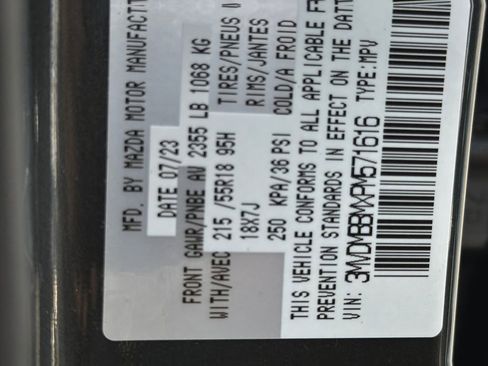 MFD. BY MAZDA MOTOR MANUFACTUR
DATE 07/23
FRONT GAWR/PNBE AV 2355 LB 1068 KG
WITH/AVEC 215/55R18 95H TIRES/PNEUS
18X7J RIMS/JANTES
250 KPA/36 PSI COLD/A FROID
THIS VEHICLE CONFORMS TO ALL APPLICABLE
PREVENTION STANDARDS IN EFFECT ON THE DATE
VIN: 3MVDMBBMXPM571616 TYPE: MPV